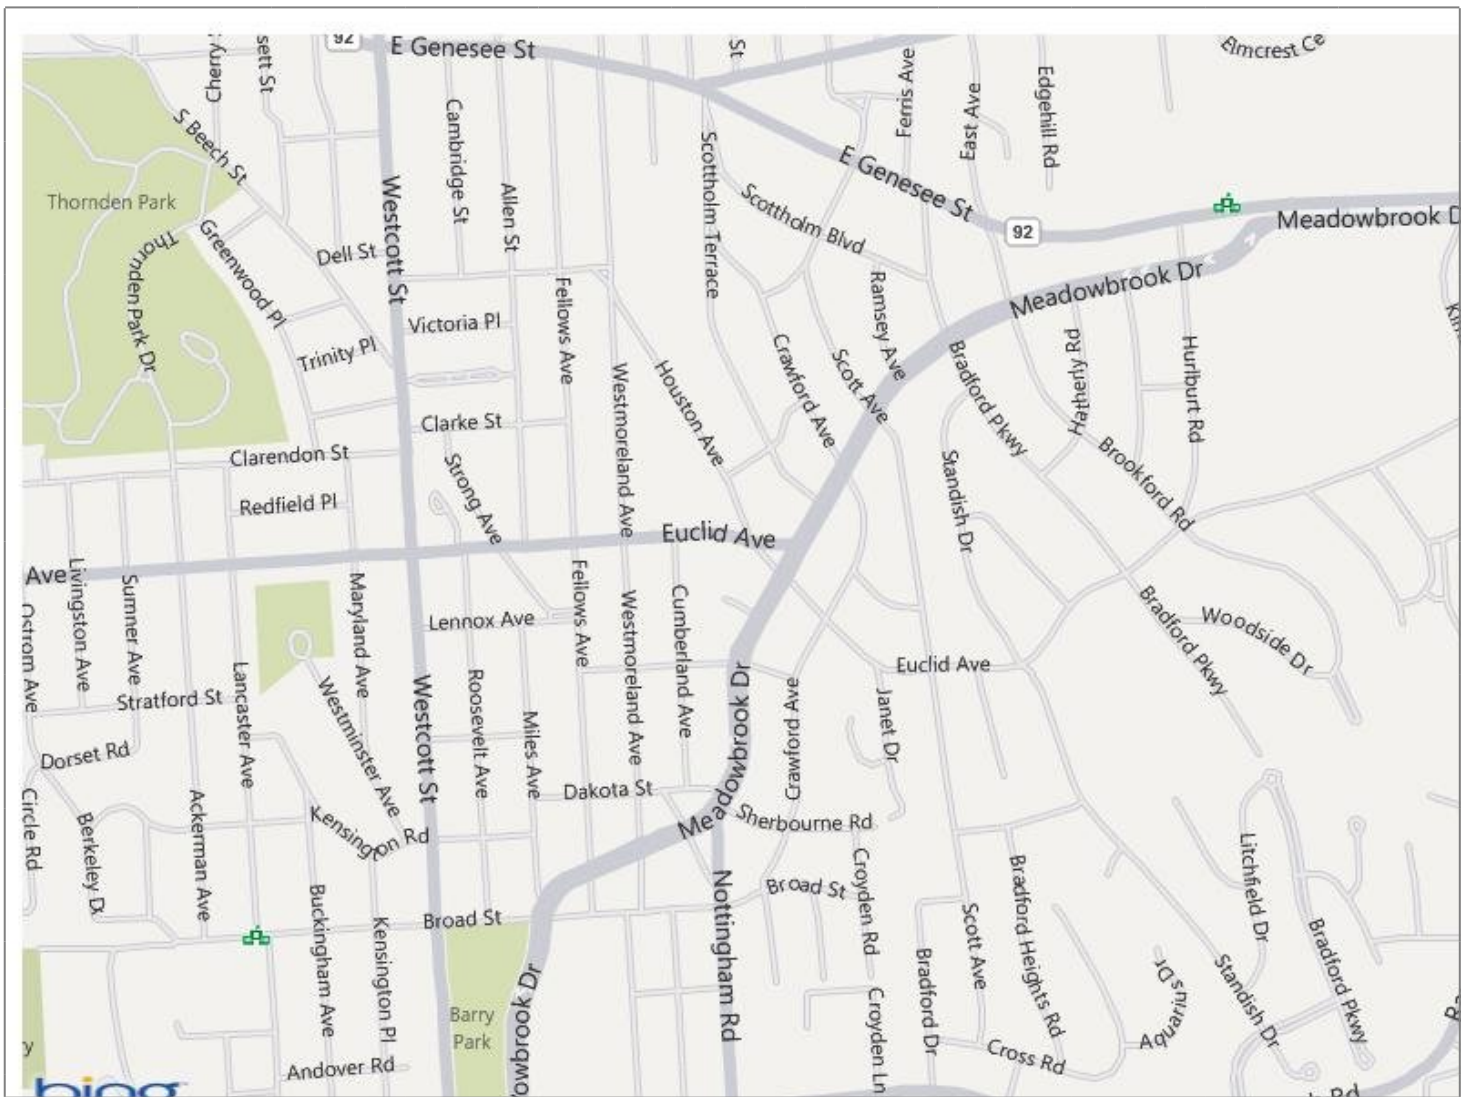 92
E Genesee St
St
Elmcrest Ce
Cherry
sett St
Ferris Ave
East Ave
Edgehill Rd
S Beech St
Cambridge St
Allen St
Scottholm Terrace
E Genesee St
Scottholm Blvd
92
Meadowbrook D
Thornden Park
Westcott St
Dell St
Greenwood Pl
Thornden Park Dr
Meadowbrook Dr
Fellows Ave
Ramsey Ave
Victoria Pl
Trinity Pl
Crawford Ave
Scott Ave
Bradford Pkwy
Hatherly Rd
Hurlburt Rd
Houston Ave
Westmoreland Ave
Clarke St
Clarendon St
Strong Ave
Redfield Pl
Standish Dr
Brookford Rd
Euclid Ave
Ave
Livingston Ave
Sumner Ave
Ostrom Ave
Maryland Ave
Lennox Ave
Fellows Ave
Westmoreland Ave
Cumberland Ave
Bradford Pkwy
Woodside Dr
Euclid Ave
Stratford St
Lancaster Ave
Westminster Ave
Westcott St
Roosevelt Ave
Miles Ave
Meadowbrook Dr
Crawford Ave
Janet Dr
Dorset Rd
Dakota St
Circle Rd
Berkeley D
Ackerman Ave
Kensington Rd
Sherbourne Rd
Croyden Rd
Litchfield Dr
Buckingham Ave
Kensington Pl
Broad St
Broad St
Nottingham Rd
Bradford Heights Rd
Scott Ave
Bradford Dr
Aquarius Dr
Standish Dr
Bradford Pkwy
Barry
Park
owbrook Dr
Croyden Ln
Cross Rd
Andover Rd
y
Rd
bing